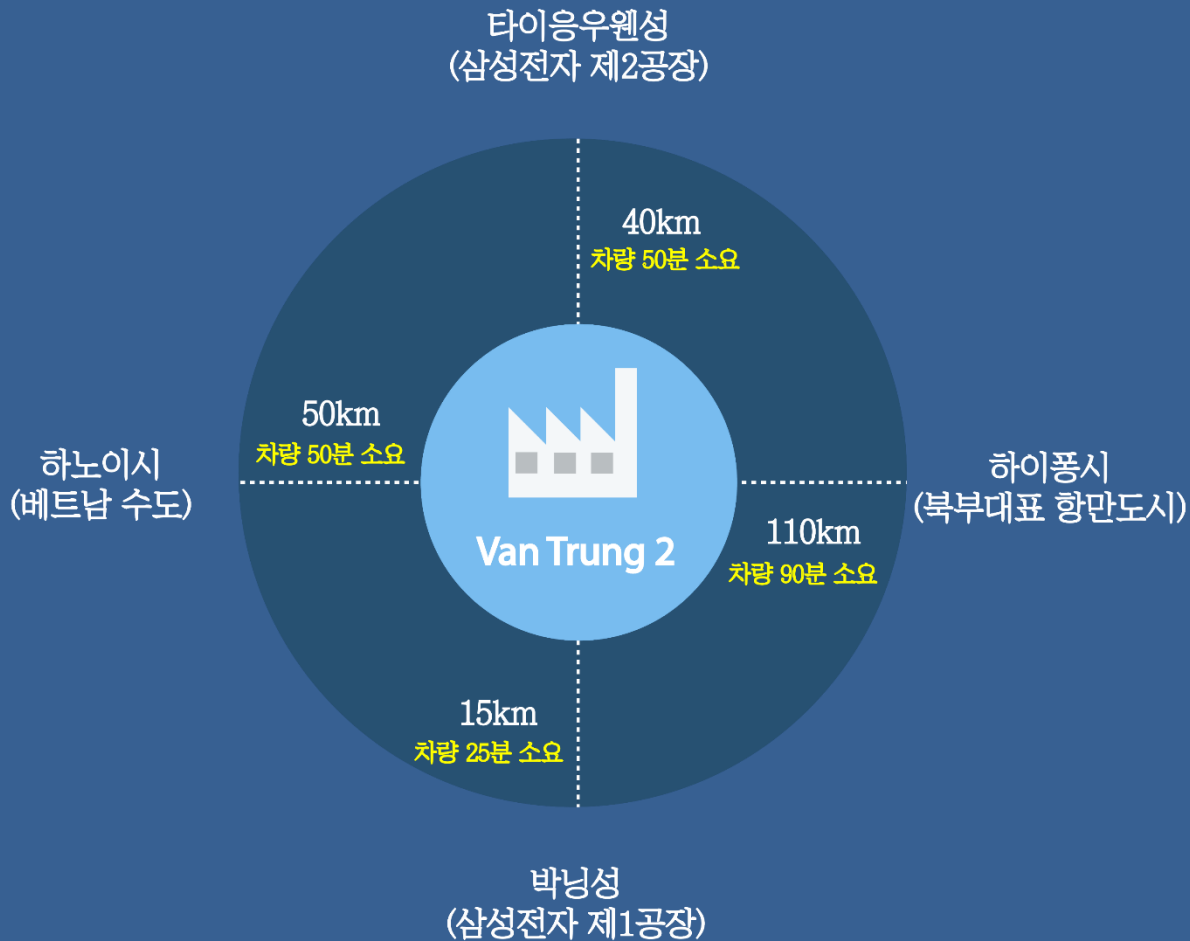 타이응우웬성
(삼성전자 제2공장)
40km
차량 50분 소요
50km
차량 50분 소요
하노이시
(베트남 수도)
하이퐁시
(북부대표 항만도시)
Van Trung 2
110km
차량 90분 소요
15km
차량 25분 소요
박닝성
(삼성전자 제1공장)